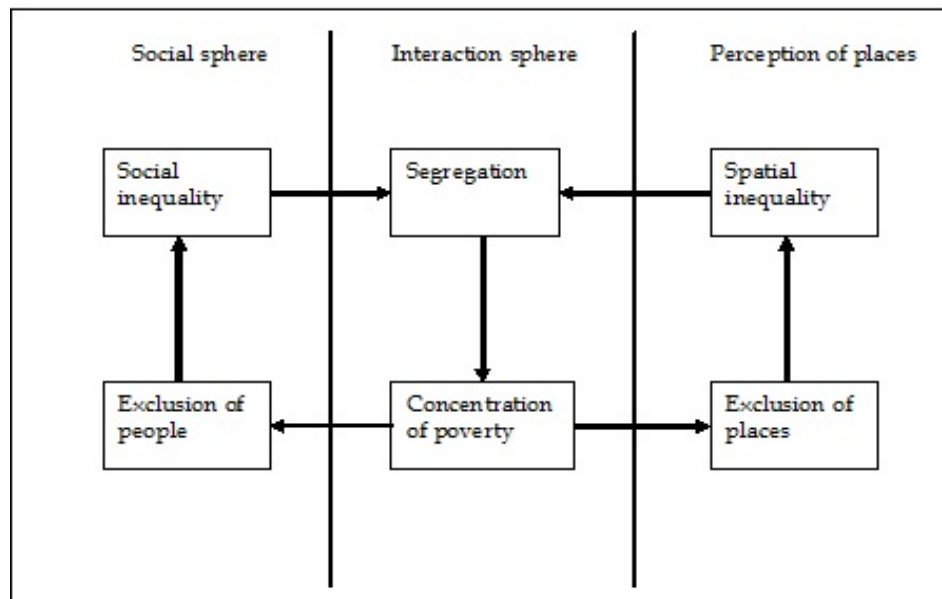 Social sphere
Interaction sphere
Perception of places
Social
inequality
Segregation
Spatial
inequality
Exclusion of
people
Concentration
of poverty
Exclusion of
places